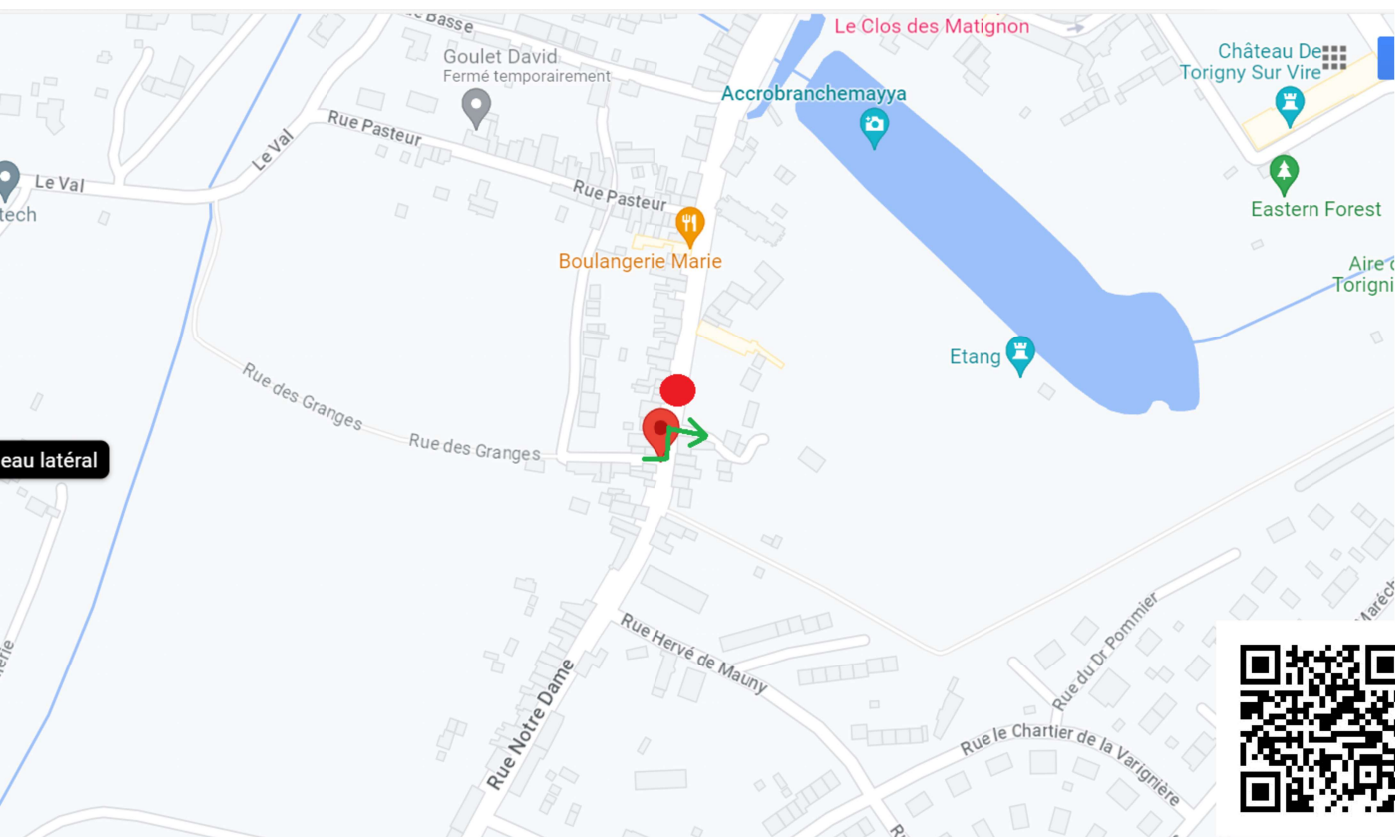 Basse
Le Clos des Matignon
Goulet David
Fermé temporairement
Château De
Torigny Sur Vire
Accrobranchemayya
Rue Pasteur
Le Val
Le Val
tech
Rue Pasteur
Eastern Forest
Boulangerie Marie
Aire
Torigni
Etang
Rue des Granges
Rue des Granges
eau latéral
Rue Hervé de Mauny
Rue du Dr Pommier
Maréc
erie
Rue Notre Dame
Rue le Chartier de la Varignière